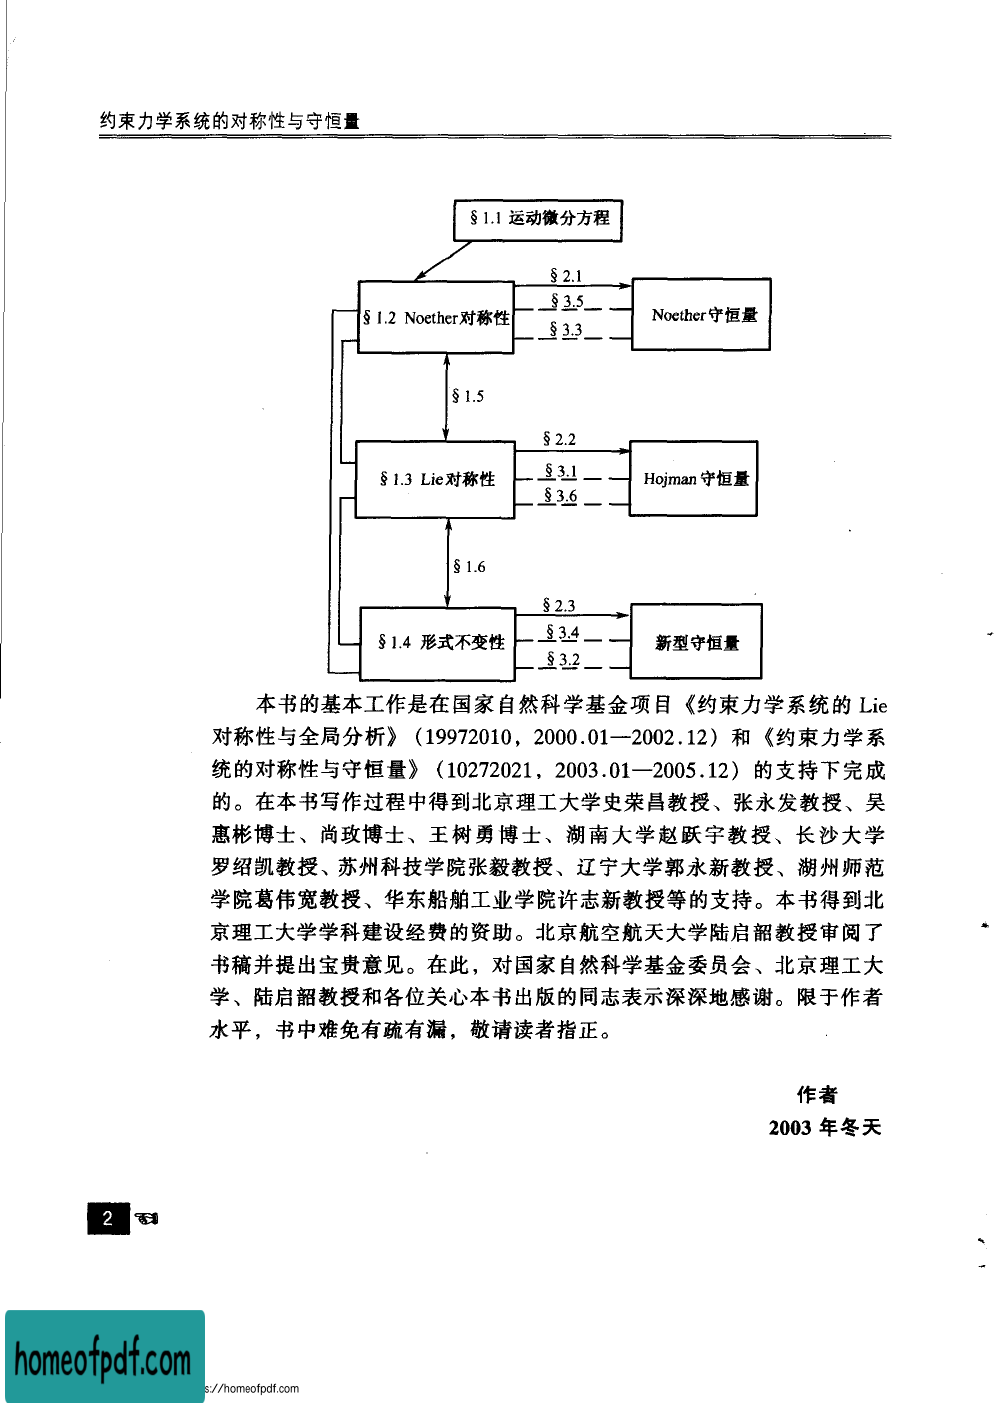 约束力学系统的对称性与守恒量
§1.1 运动微分方程
§2.1
§3.5
§1.2 Noether对称性
Noether守恒量
§3.3
§1.5
§2.2
§3.1
§1.3 Lie对称性
Hojman守恒量
§3.6
§1.6
§2.3
§3.4
§1.4 形式不变性
新型守恒量
§3.2
本书的基本工作是在国家自然科学基金项目《约束力学系统的 Lie
对称性与全局分析》(19972010, 2000.01—2002.12) 和《约束力学系
统的对称性与守恒量》(10272021, 2003.01—2005.12) 的支持下完成
的。在本书写作过程中得到北京理工大学史荣昌教授、张永发教授、吴
惠彬博士、尚玫博士、王树勇博士、湖南大学赵跃宇教授、长沙大学
罗绍凯教授、苏州科技学院张毅教授、辽宁大学郭永新教授、湖州师范
学院葛伟宽教授、华东船舶工业学院许志新教授等的支持。本书得到北
京理工大学学科建设经费的资助。北京航空航天大学陆启韶教授审阅了
书稿并提出宝贵意见。在此，对国家自然科学基金委员会、北京理工大
学、陆启韶教授和各位关心本书出版的同志表示深深地感谢。限于作者
水平，书中难免有疏有漏，敬请读者指正。
作者
2003 年冬天
2
homeofpdf.com
s://homeofpdf.com